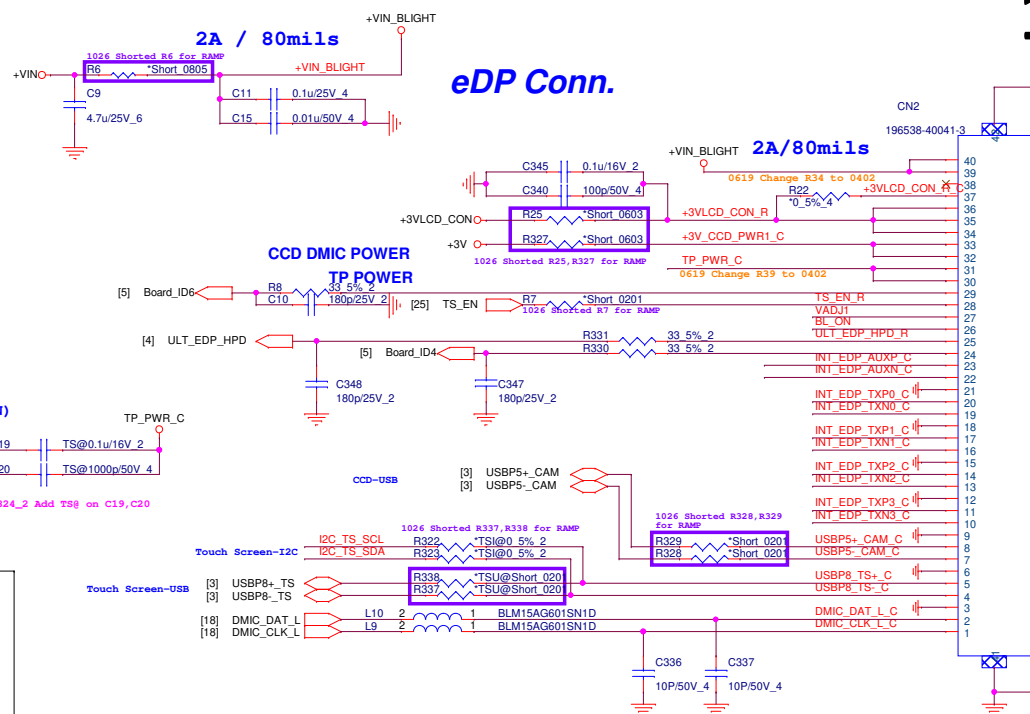 +VIN_BLIGHT
2A / 80mils
1026 Shorted R6 for RAMP
+VIN
R6
*Short_0805
+VIN_BLIGHT
C9
4.7u/25V_6
C11
0.1u/25V_4
C15
0.01u/50V_4
eDP Conn.
CN2
196538-40041-3
+VIN_BLIGHT
2A/80mils
C345
0.1u/16V_2
C340
100p/50V_4
0619 Change R34 to 0402
R22
*0_5%_4
+3VLCD_CON_R_C
+3VLCD_CON
R25
*Short_0603
+3VLCD_CON_R
+3V
R327
*Short_0603
+3V_CCD_PWR1_C
1026 Shorted R25,R327 for RAMP
TP_PWR_C
0619 Change R39 to 0402
CCD DMIC POWER
TP POWER
[5] Board_ID6
R8
33_5%_2
C10
180p/25V_2
[25] TS_EN
R7
*Short_0201
1026 Shorted R7 for RAMP
TS_EN_R
VADJ1
BL_ON
ULT_EDP_HPD_R
[4] ULT_EDP_HPD
R331
33_5%_2
[5] Board_ID4
R330
33_5%_2
C348
180p/25V_2
C347
180p/25V_2
INT_EDP_AUXP_C
INT_EDP_AUXN_C
INT_EDP_TXP0_C
INT_EDP_TXN0_C
INT_EDP_TXP1_C
INT_EDP_TXN1_C
INT_EDP_TXP2_C
INT_EDP_TXN2_C
INT_EDP_TXP3_C
INT_EDP_TXN3_C
TP_PWR_C
19
TS@0.1u/16V_2
20
TS@1000p/50V_4
824_2 Add TS@ on C19,C20
CCD-USB
[3] USBP5+_CAM
[3] USBP5-_CAM
1026 Shorted R328,R329
for RAMP
R329
*Short_0201
USBP5+_CAM_C
R328
*Short_0201
USBP5-_CAM_C
1026 Shorted R337,R338 for RAMP
Touch Screen-I2C
I2C_TS_SCL
R322
*TSI@0_5%_2
I2C_TS_SDA
R323
*TSI@0_5%_2
Touch Screen-USB
[3] USBP8+_TS
R338
*TSU@Short_020
USBP8_TS+_C
[3] USBP8-_TS
R337
*TSU@Short_020
USBP8_TS-_C
[18] DMIC_DAT_L
L10
2
1
BLM15AG601SN1D
DMIC_DAT_L_C
[18] DMIC_CLK_L
L9
2
1
BLM15AG601SN1D
DMIC_CLK_L_C
C336
10P/50V_4
C337
10P/50V_4
40
39
38
37
36
35
34
33
32
31
30
29
28
27
26
25
24
23
22
21
20
19
18
17
16
15
14
13
12
11
10
9
8
7
6
5
4
3
2
1